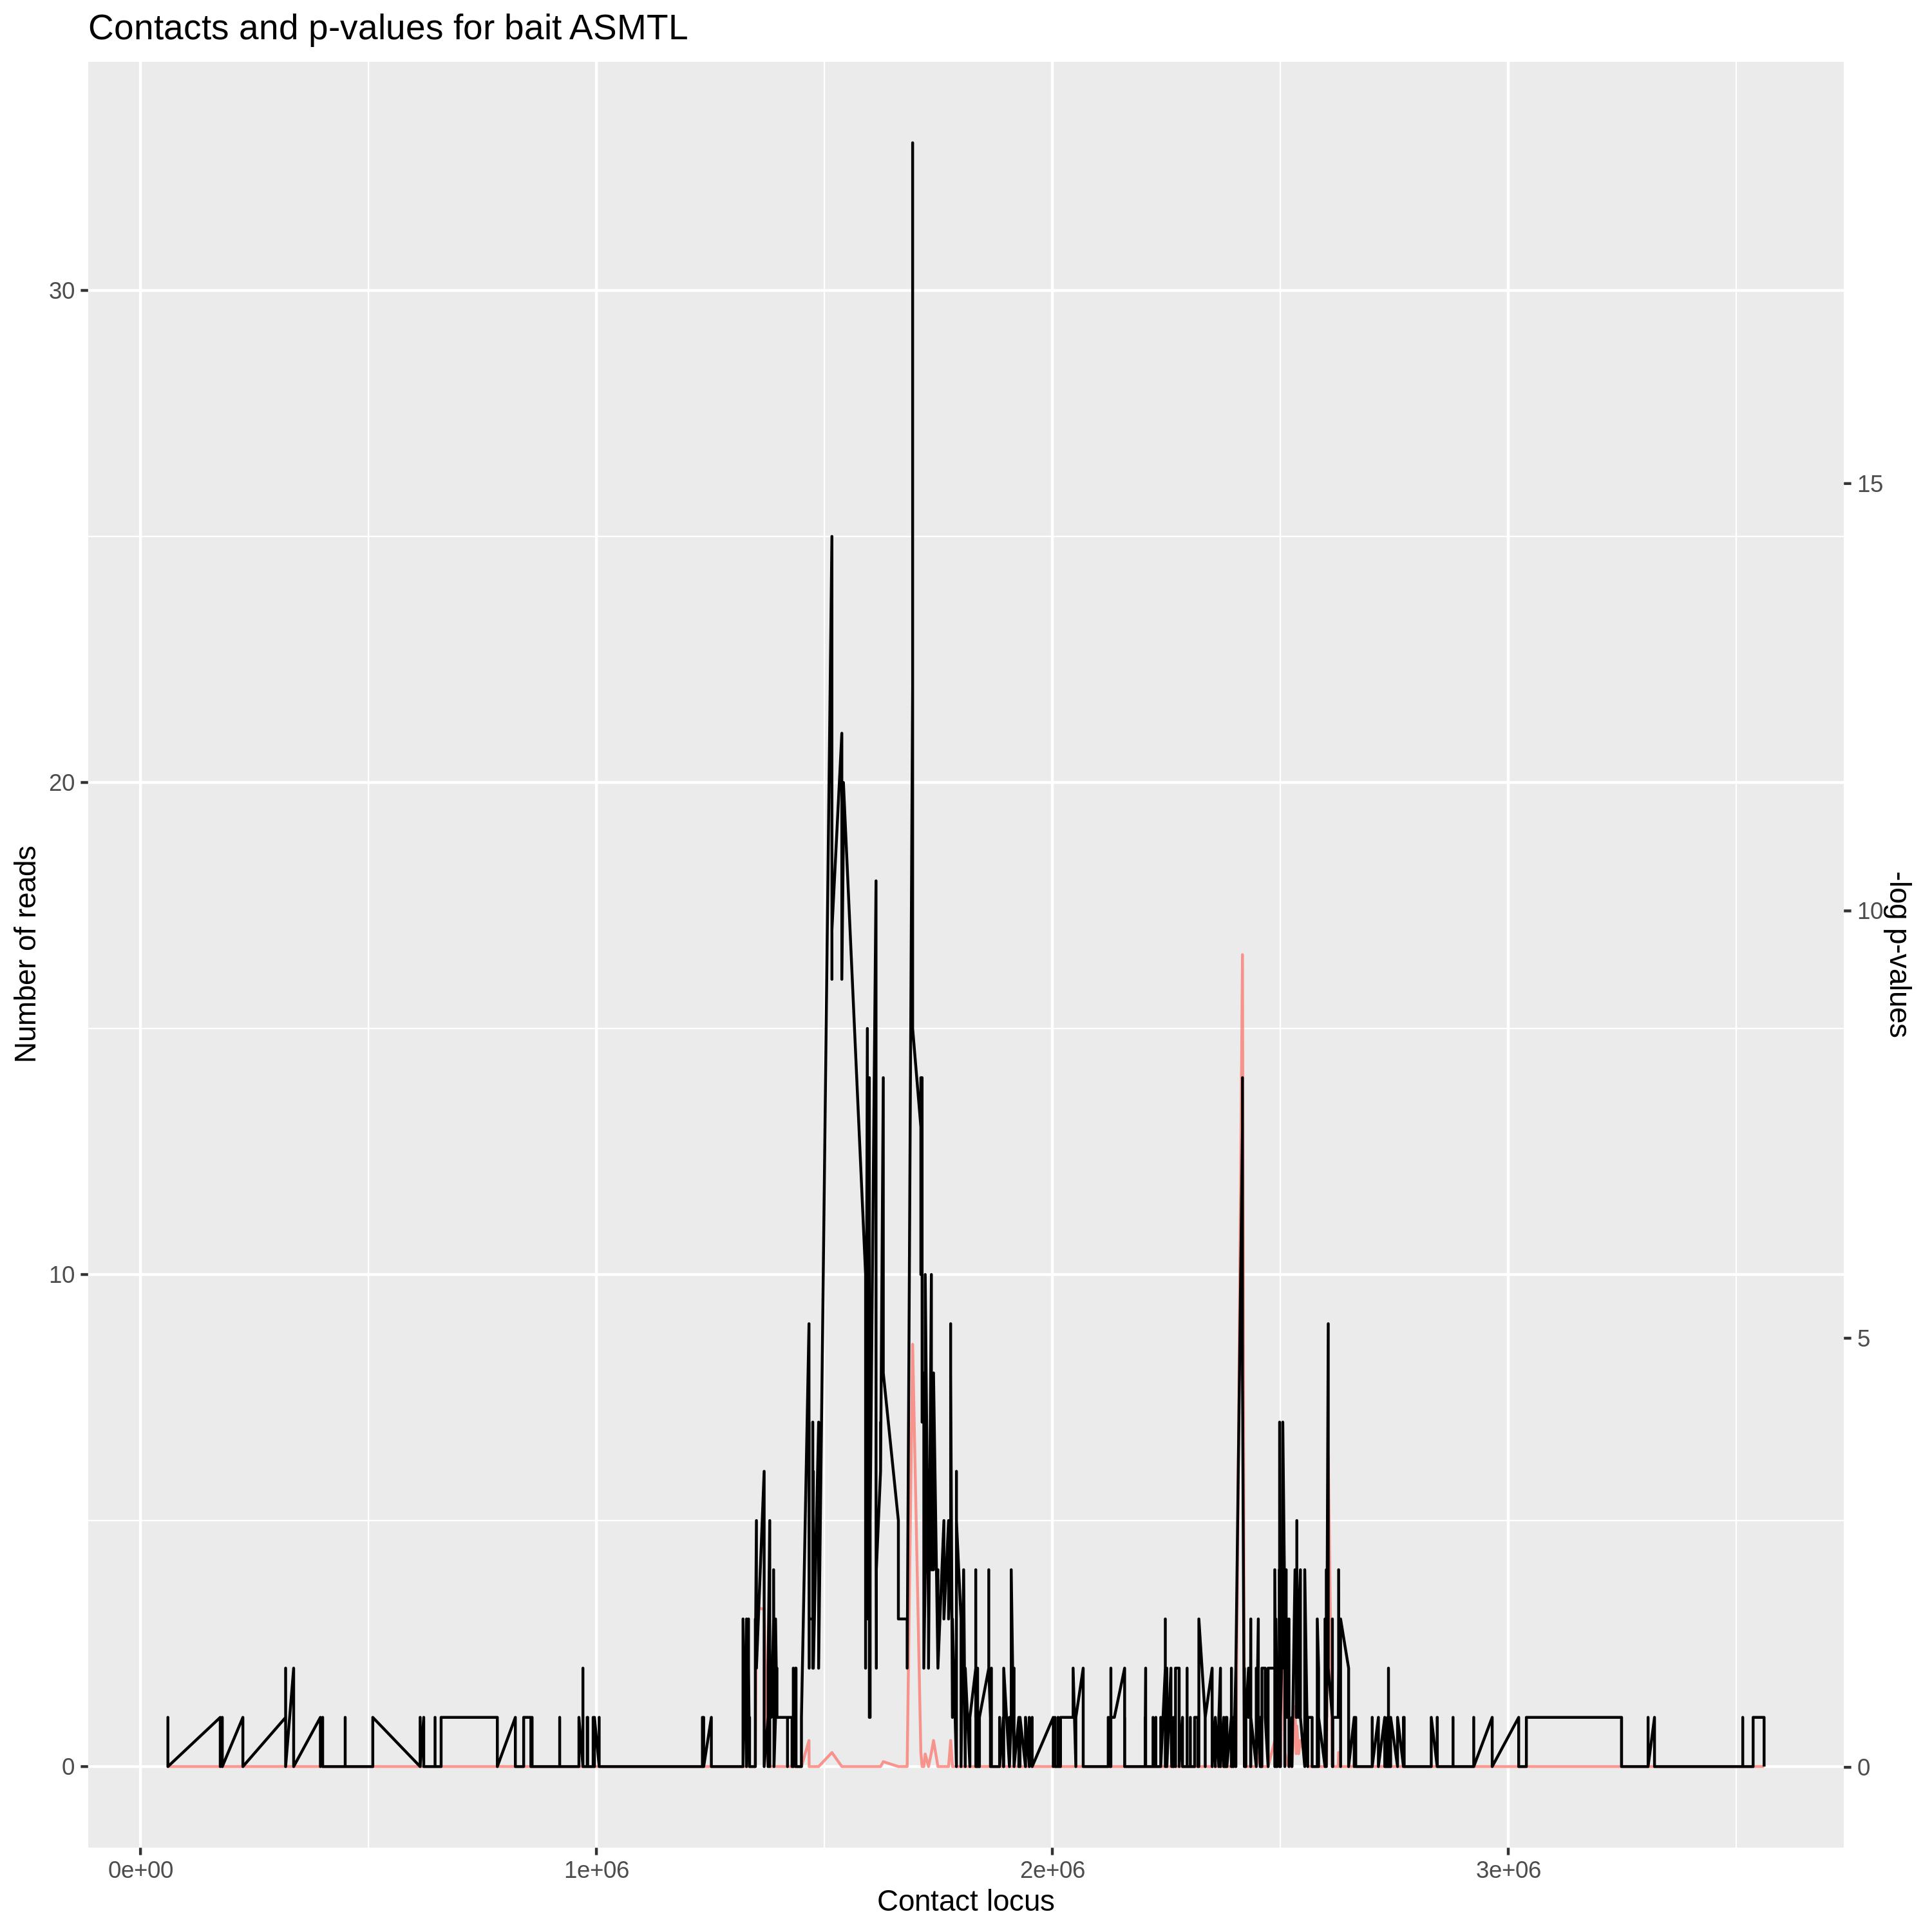 Contacts and p-values for bait ASMTL
Number of reads
30
20
10
0
15
10
5
0
-log p-values
0e+00
1e+06
2e+06
3e+06
Contact locus